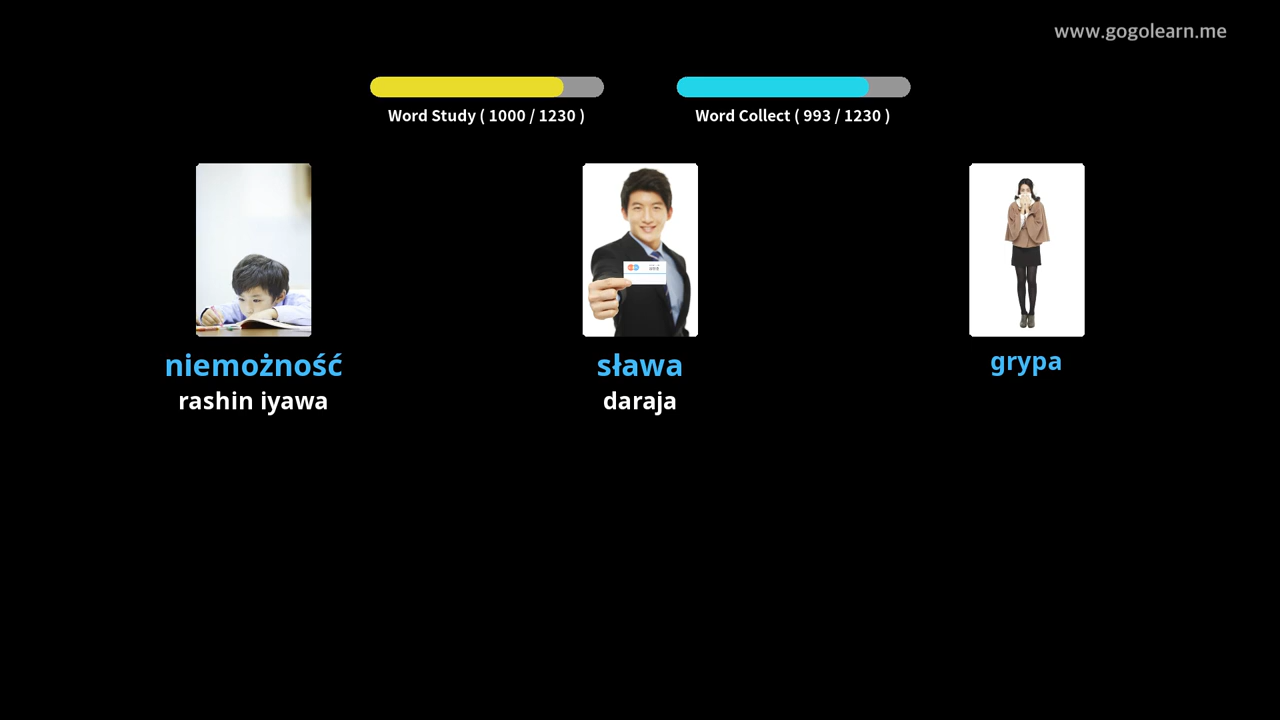 www.gogolearn.me
Word Study ( 1000 / 1230 )
Word Collect ( 993 / 1230 )
niemożność
rashin iyawa
sława
daraja
grypa